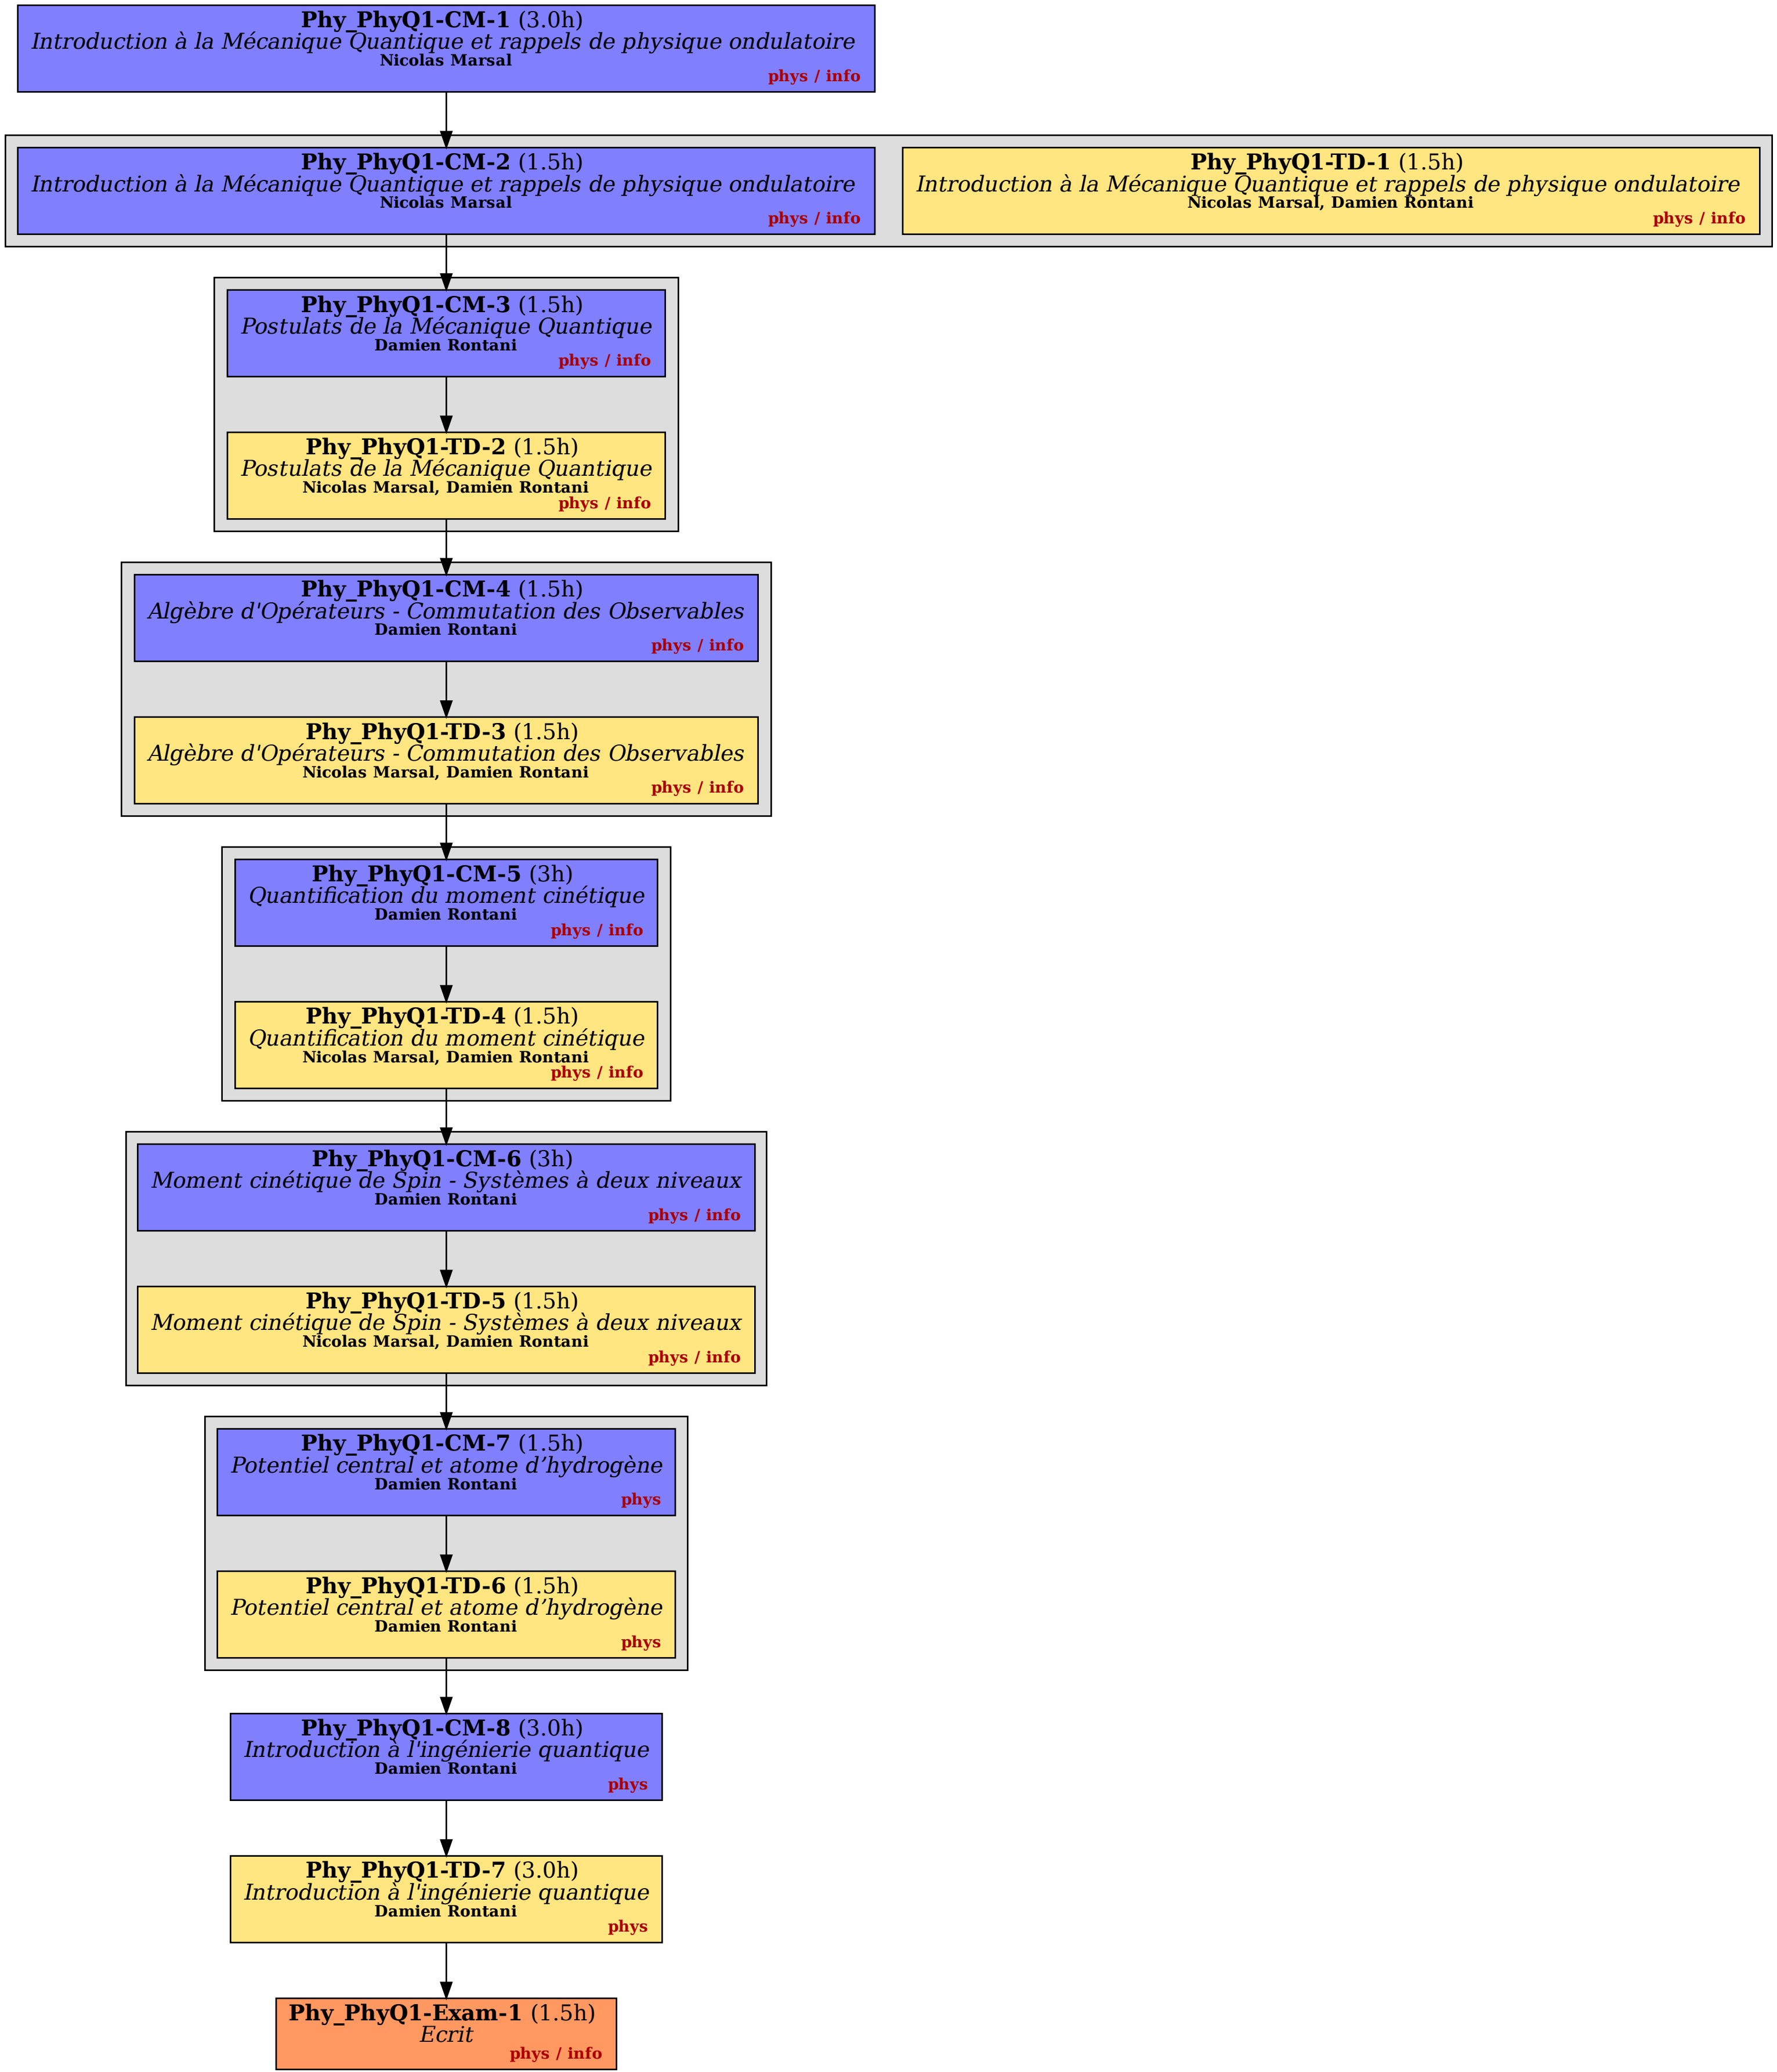 Phy_PhyQ1-CM-1 (3.0h)
Introduction à la Mécanique Quantique et rappels de physique ondulatoire
Nicolas Marsal
phys / info
Phy_PhyQ1-CM-2 (1.5h)
Introduction à la Mécanique Quantique et rappels de physique ondulatoire
Nicolas Marsal
phys / info
Phy_PhyQ1-TD-1 (1.5h)
Introduction à la Mécanique Quantique et rappels de physique ondulatoire
Nicolas Marsal, Damien Rontani
phys / info
Phy_PhyQ1-CM-3 (1.5h)
Postulats de la Mécanique Quantique
Damien Rontani
phys / info
Phy_PhyQ1-TD-2 (1.5h)
Postulats de la Mécanique Quantique
Nicolas Marsal, Damien Rontani
phys / info
Phy_PhyQ1-CM-4 (1.5h)
Algèbre d'Opérateurs - Commutation des Observables
Damien Rontani
phys / info
Phy_PhyQ1-TD-3 (1.5h)
Algèbre d'Opérateurs - Commutation des Observables
Nicolas Marsal, Damien Rontani
phys / info
Phy_PhyQ1-CM-5 (3h)
Quantification du moment cinétique
Damien Rontani
phys / info
Phy_PhyQ1-TD-4 (1.5h)
Quantification du moment cinétique
Nicolas Marsal, Damien Rontani
phys / info
Phy_PhyQ1-CM-6 (3h)
Moment cinétique de Spin - Systèmes à deux niveaux
Damien Rontani
phys / info
Phy_PhyQ1-TD-5 (1.5h)
Moment cinétique de Spin - Systèmes à deux niveaux
Nicolas Marsal, Damien Rontani
phys / info
Phy_PhyQ1-CM-7 (1.5h)
Potentiel central et atome d’hydrogène
Damien Rontani
phys
Phy_PhyQ1-TD-6 (1.5h)
Potentiel central et atome d’hydrogène
Damien Rontani
phys
Phy_PhyQ1-CM-8 (3.0h)
Introduction à l'ingénierie quantique
Damien Rontani
phys
Phy_PhyQ1-TD-7 (3.0h)
Introduction à l'ingénierie quantique
Damien Rontani
phys
Phy_PhyQ1-Exam-1 (1.5h)
Ecrit
phys / info